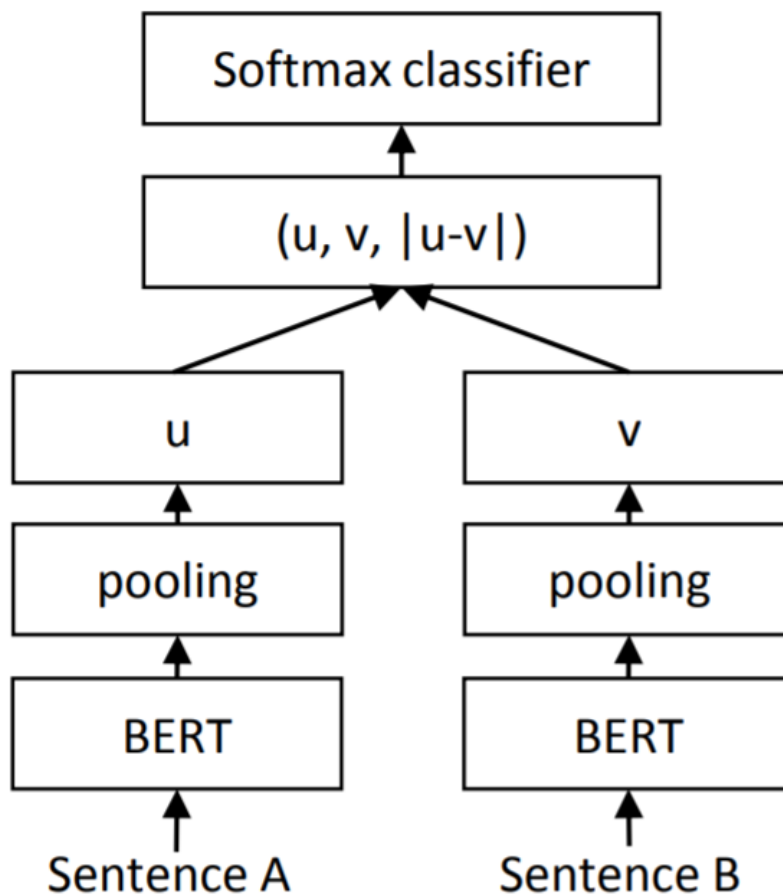 Softmax classifier
(u, v, |u-v|)
u
v
pooling
pooling
BERT
BERT
Sentence A
Sentence B